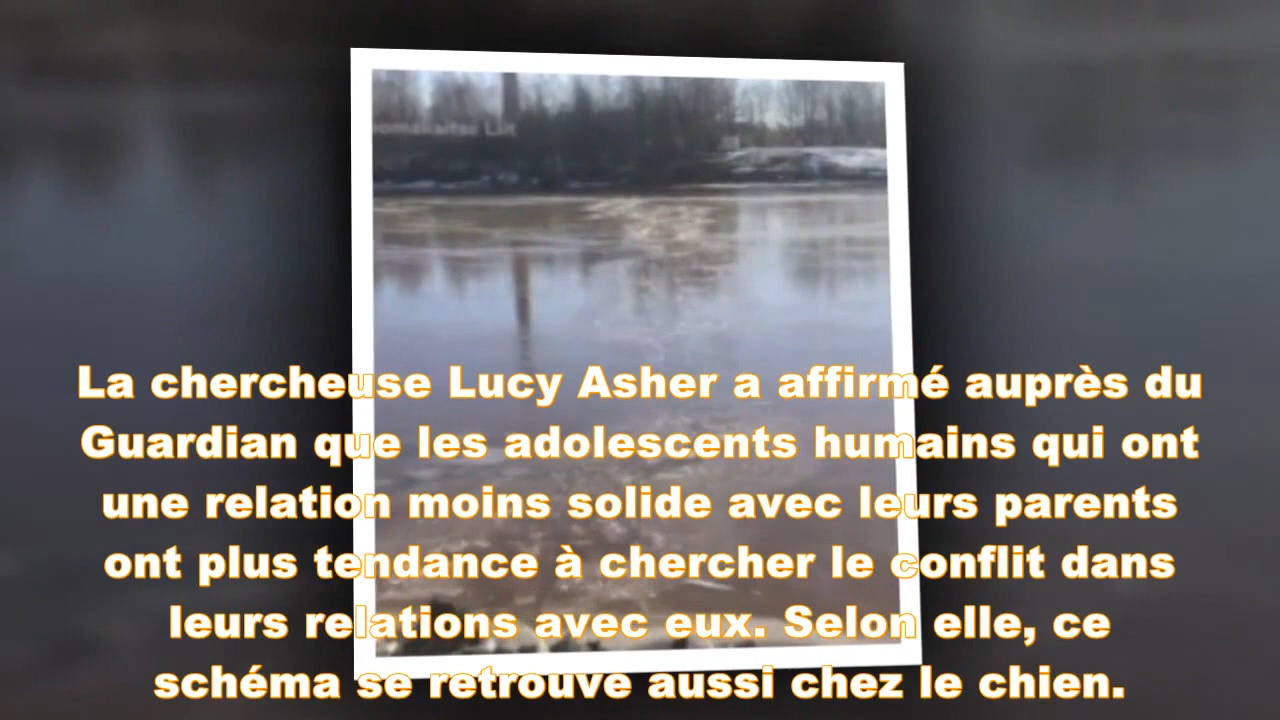 La chercheuse Lucy Asher a affirmé auprès du
Guardian que les adolescents humains qui ont
une relation moins solide avec leurs parents
ont plus tendance à chercher le conflit dans
leurs relations avec eux. Selon elle, ce
schéma se retrouve aussi chez le chien.